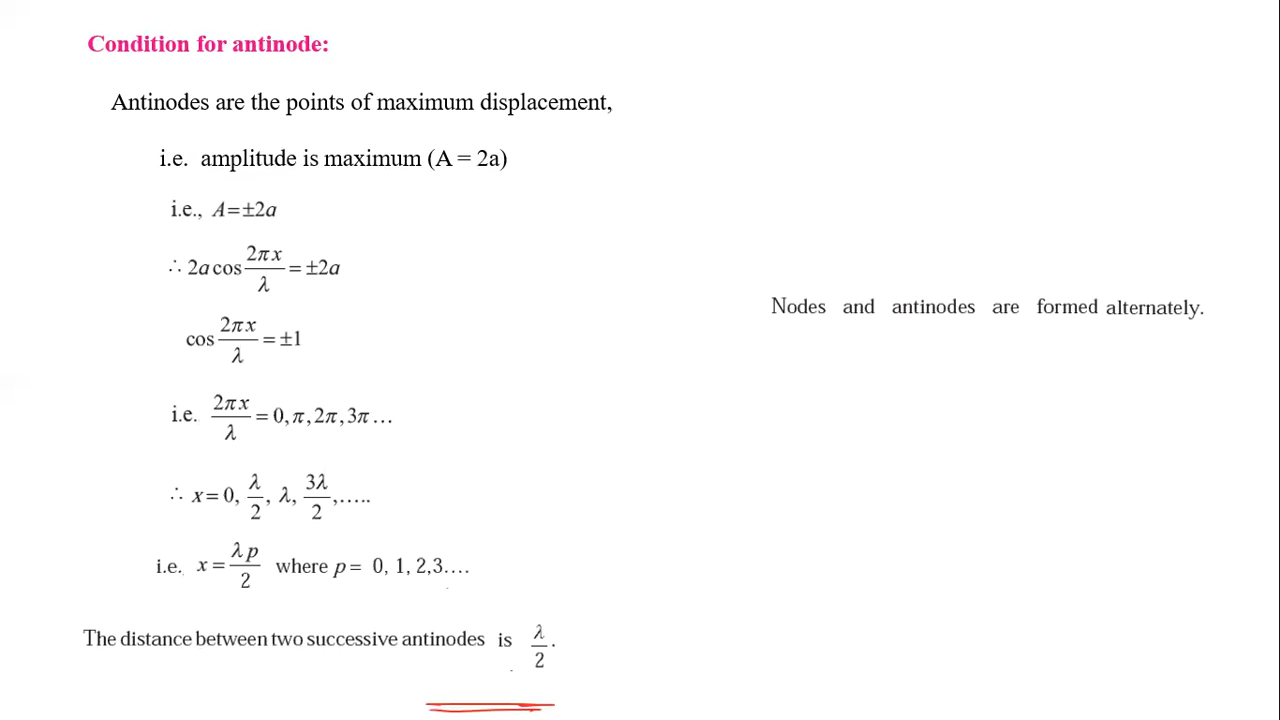 Condition for antinode:
Antinodes are the points of maximum displacement,
i.e. amplitude is maximum (A = 2a)
i.e., A=±2a
∴ 2a cos 2πx/λ = ±2a
cos 2πx/λ = ±1
i.e. 2πx/λ = 0, π, 2π, 3π ...
∴ x = 0, λ/2, λ, 3λ/2, .....
i.e. x = λp/2 where p = 0, 1, 2,3....
The distance between two successive antinodes is λ/2.
Nodes and antinodes are formed alternately.